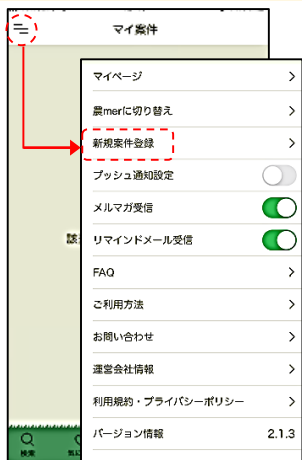 マイ案件
マイページ
農merに切り替え
新規案件登録
プッシュ通知設定
メルマガ受信
該
リマインドメール受信
FAQ
ご利用方法
お問い合わせ
運営会社情報
利用規約・プライバシーポリシー
バージョン情報 2.1.3
検索 気に